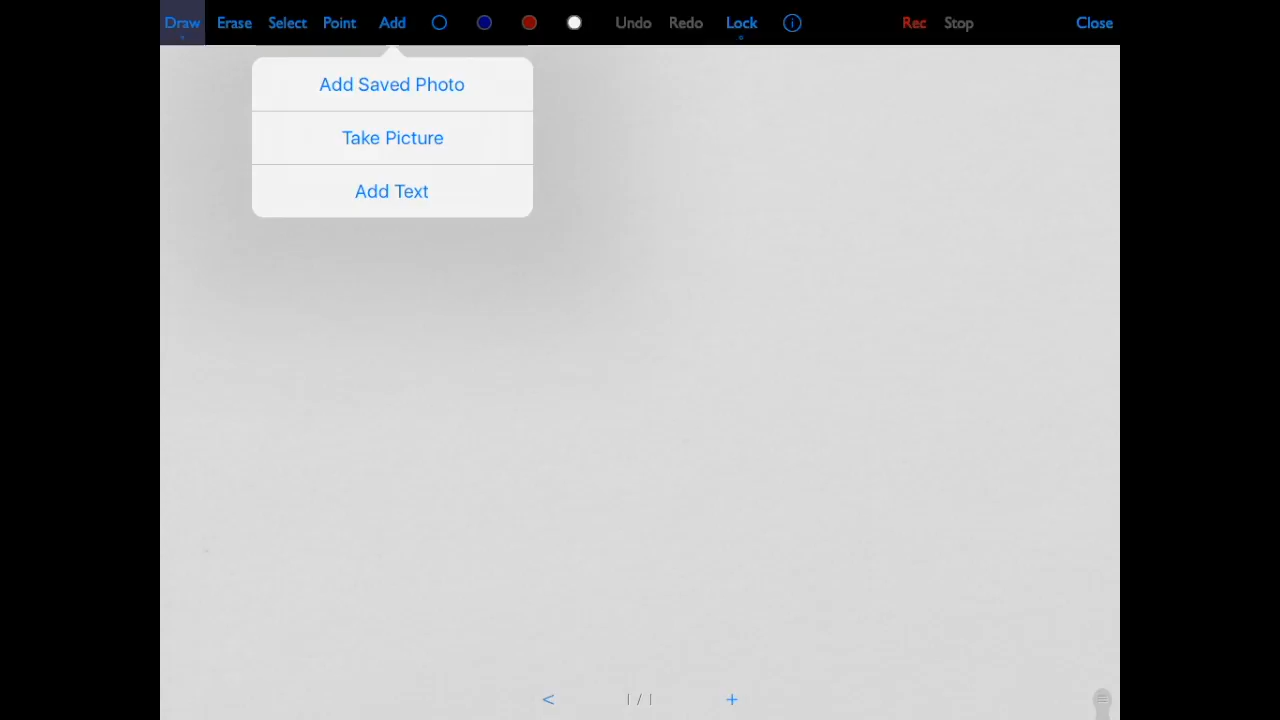 Draw Erase Select Point Add Undo Redo Lock Rec Stop Close
Add Saved Photo
Take Picture
Add Text
< 1 / 1 +